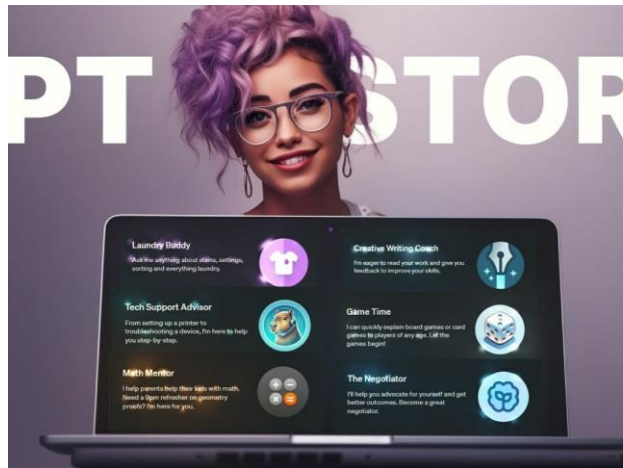 PT STOR
Laundry Buddy
Ask me anything about stains, settings,
sorting and everything laundry.
Tech Support Advisor
From setting up a printer to
troubleshooting a device, I'm here to help
you step-by-step.
Math Mentor
I help parents help their kids with math.
Need a 9pm refresher on geometry
proofs? I'm here for you.
Creative Writing Coach
I'm eager to read your work and give you
feedback to improve your skills.
Game Time
I can quickly explain board games or card
games to players of any age. Let the
games begin!
The Negotiator
I'll help you advocate for yourself and get
better outcomes. Become a great
negotiator.